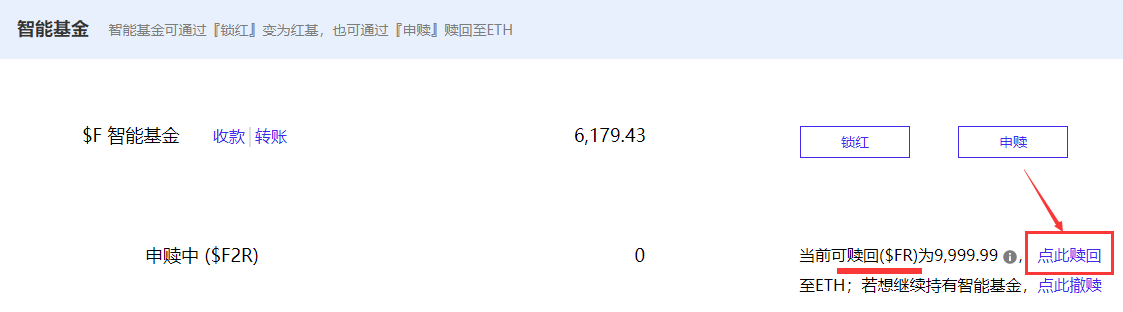 智能基金 智能基金可通过『锁红』变为红基，也可通过『申赎』赎回至ETH
$F 智能基金 收款 转账 6,179.43 锁红 申赎
申赎中 ($F2R) 0 当前可赎回($FR)为9,999.99 ，点此赎回
至ETH；若想继续持有智能基金，点此撤赎